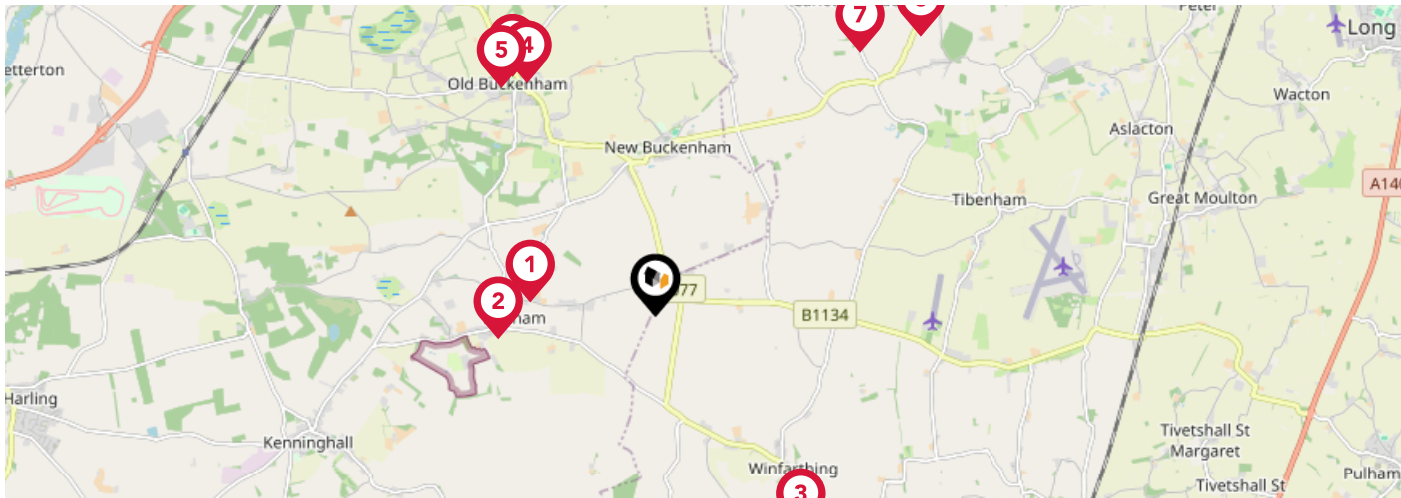 7
Long
5
4
etterton
Old Buckenham
Wacton
Aslacton
New Buckenham
A140
Tibenham
Great Moulton
1
2
77
ham
B1134
Harling
Kenninghall
Tivetshall St
Margaret
Winfarthing
Pulham
Tivetshall St
3